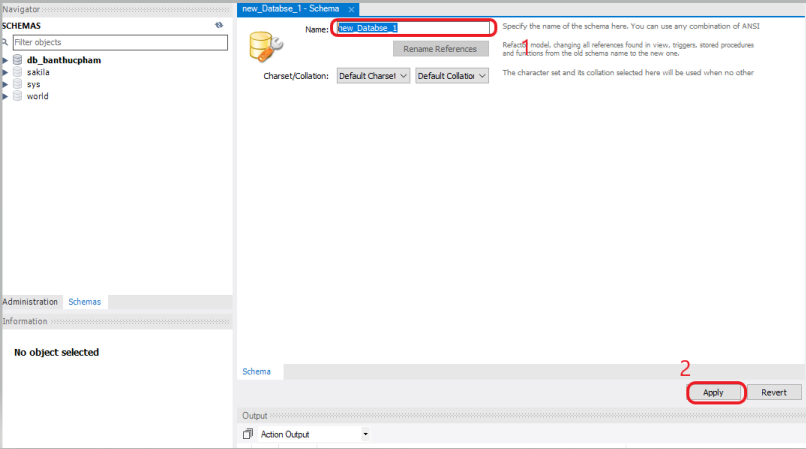 Navigator
SCHEMAS
Filter objects
db_banthucpham
sakila
sys
world
Administration Schemas
Information
No object selected
new_Databse_1 - Schema
Name: new_Databse_1
Specify the name of the schema here. You can use any combination of ANSI
1
Rename References
Refactor model, changing all references found in view, triggers, stored procedures
and functions from the old schema name to the new one.
Charset/Collation: Default Charset Default Collation
The character set and its collation selected here will be used when no other
Schema
2
Apply Revert
Output
Action Output